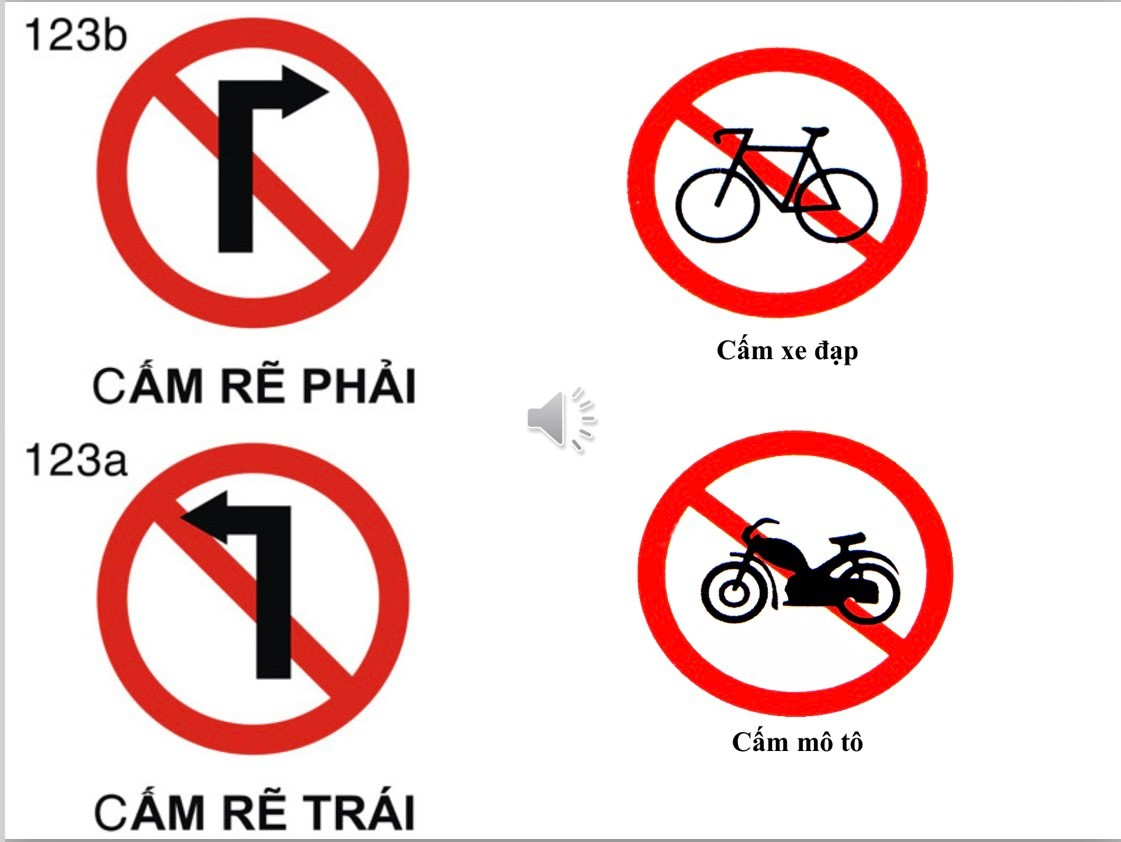 123b
CẤM RẼ PHẢI
Cấm xe đạp
123a
CẤM RẼ TRÁI
Cấm mô tô